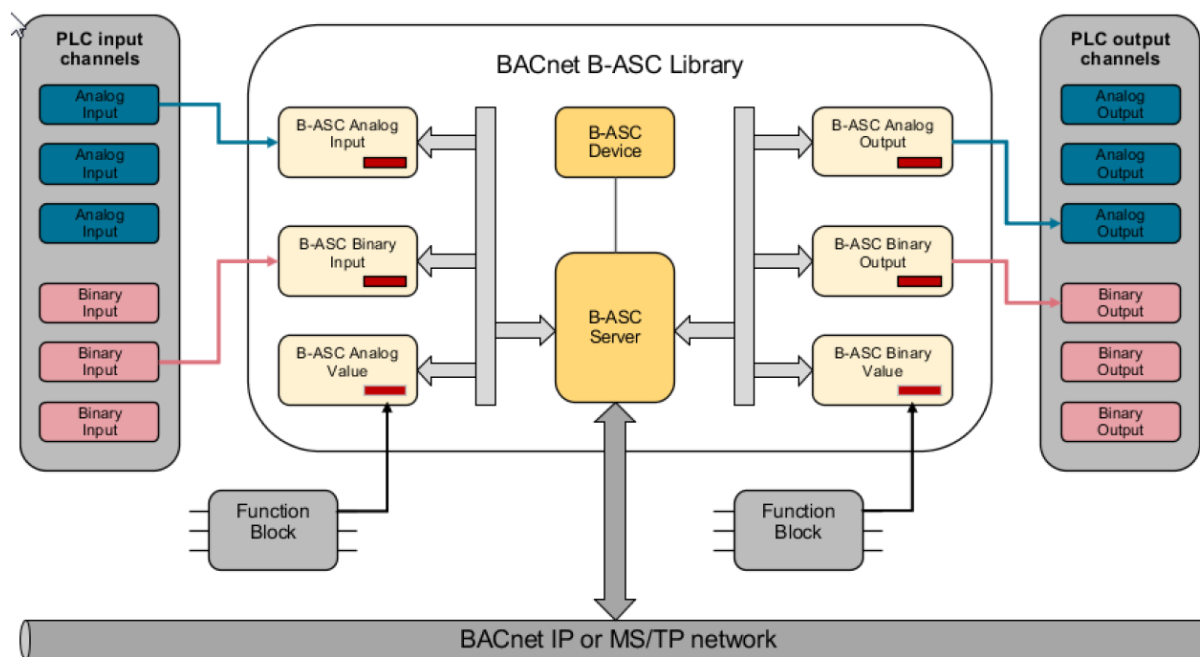 PLC input
channels
Analog
Input
Analog
Input
Analog
Input
Binary
Input
Binary
Input
Binary
Input
BACnet B-ASC Library
B-ASC Analog
Input
B-ASC Binary
Input
B-ASC Analog
Value
B-ASC
Device
B-ASC
Server
B-ASC Analog
Output
B-ASC Binary
Output
B-ASC Binary
Value
PLC output
channels
Analog
Output
Analog
Output
Analog
Output
Binary
Output
Binary
Output
Binary
Output
Function
Block
Function
Block
BACnet IP or MS/TP network